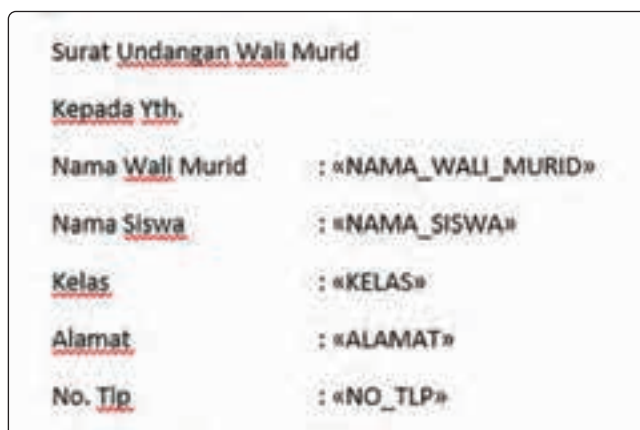 Surat Undangan Wali Murid
Kepada Yth.
Nama Wali Murid : «NAMA_WALI_MURID»
Nama Siswa : «NAMA_SISWA»
Kelas : «KELAS»
Alamat : «ALAMAT»
No. Tlp : «NO_TLP»